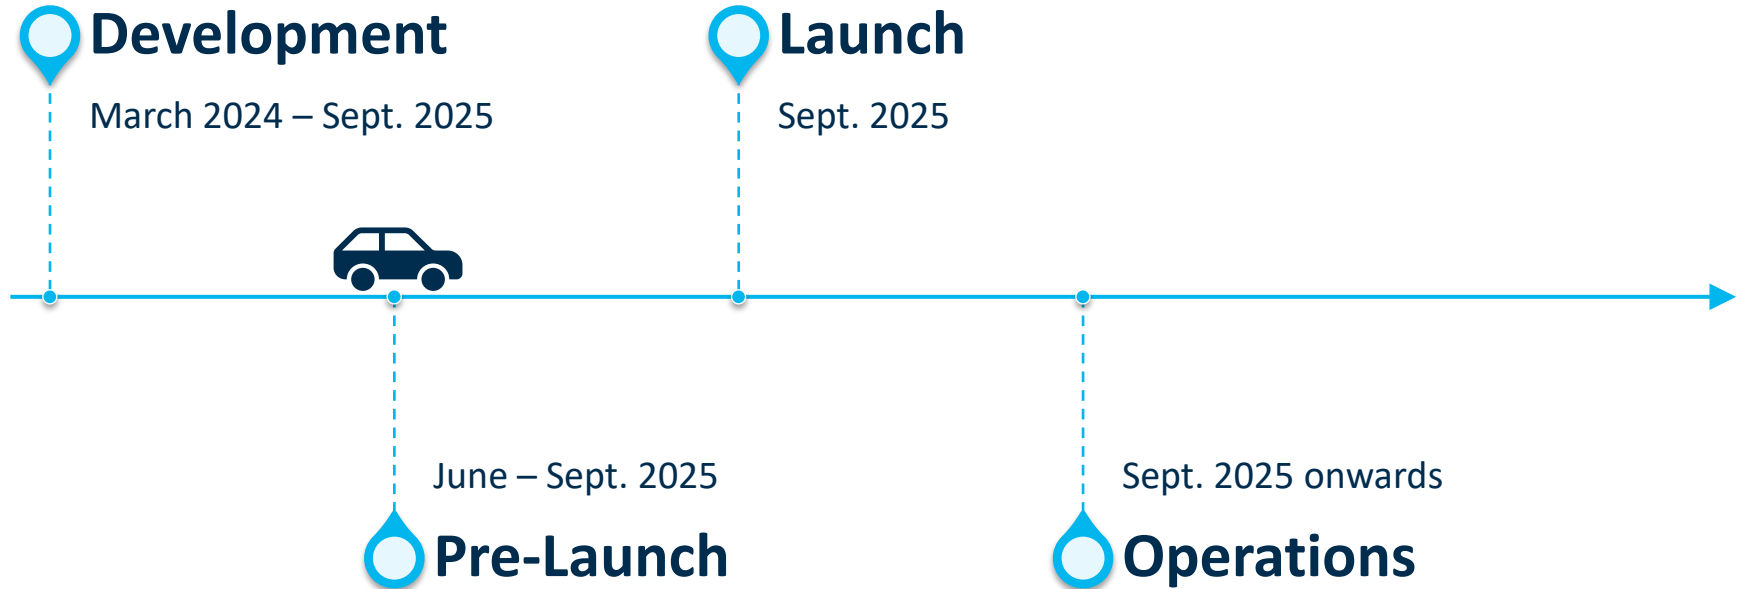 Development
March 2024 – Sept. 2025
Launch
Sept. 2025
June – Sept. 2025
Pre-Launch
Sept. 2025 onwards
Operations